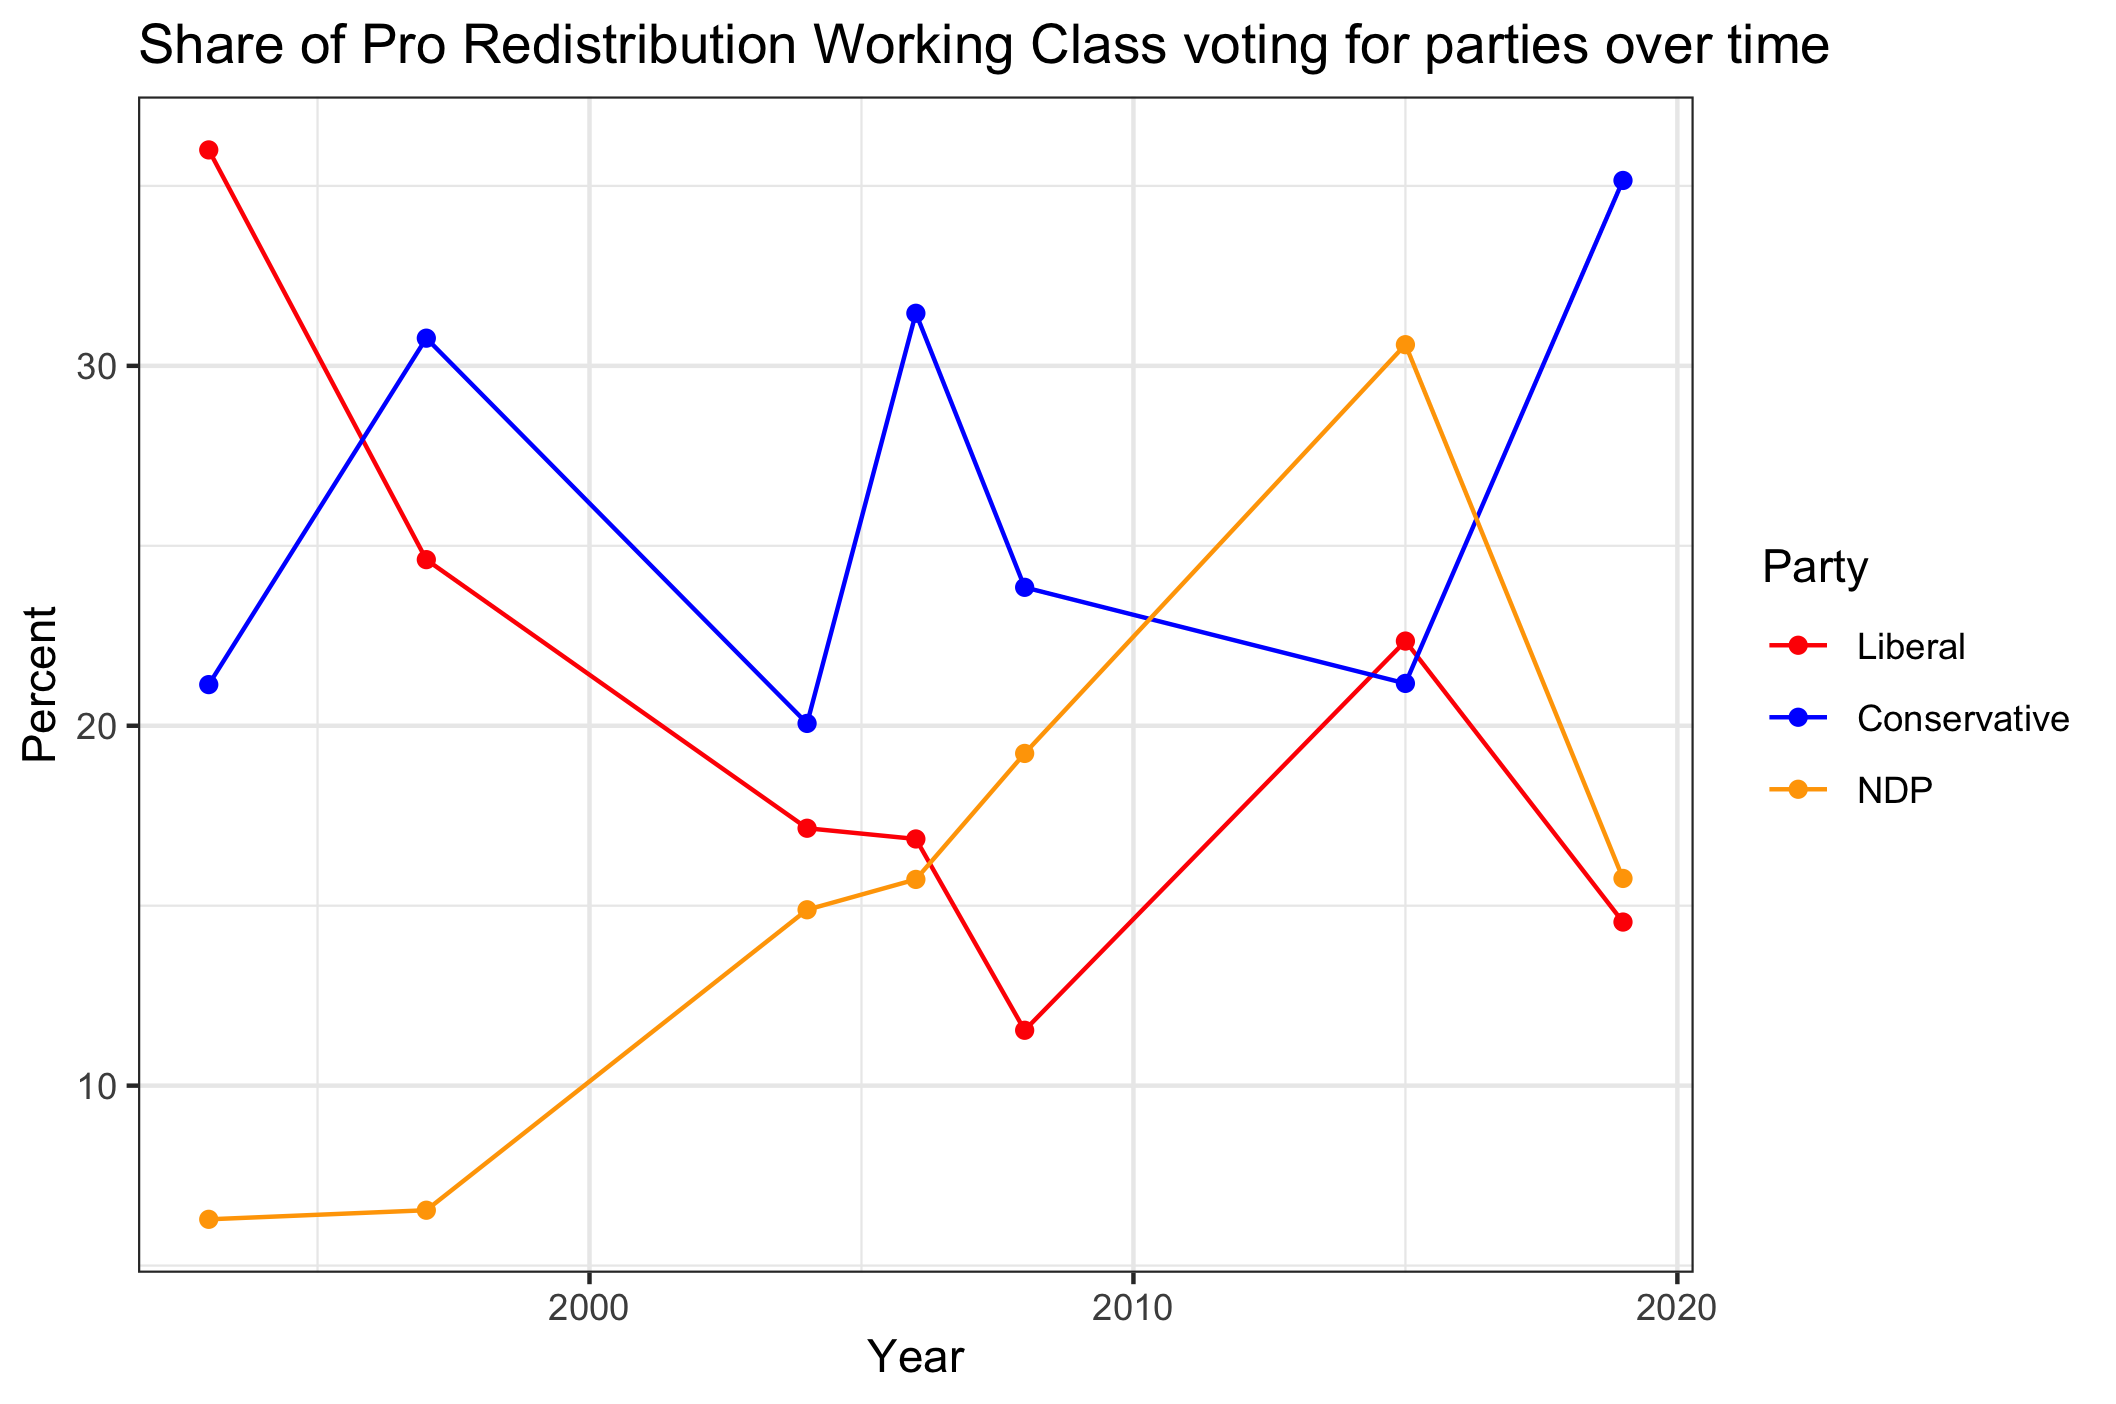 Share of Pro Redistribution Working Class voting for parties over time
30
20
10
Percent
2000
2010
2020
Year
Party
Liberal
Conservative
NDP